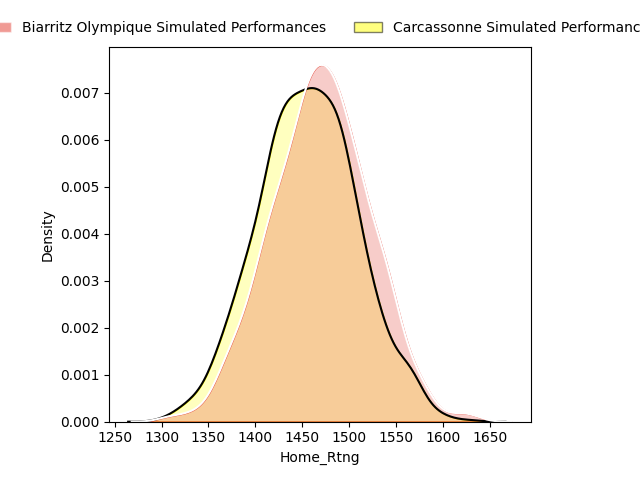 Biarritz Olympique Simulated Performances
Carcassonne Simulated Performanc
0.007
0.006
0.005
0.004
0.003
0.002
0.001
0.000
Density
1250 1300 1350 1400 1450 1500 1550 1600 1650
Home_Rtng